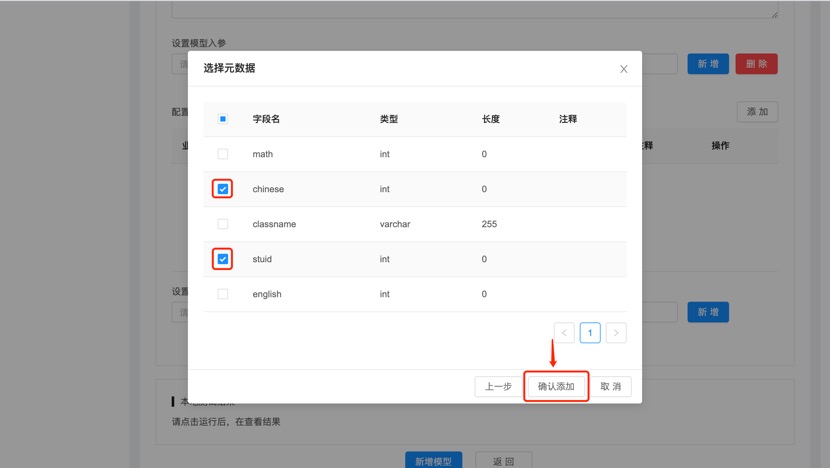 设置模型入参
请
新 增
删 除
选择元数据
配置
添 加
字段名 类型 长度 注释
业
释
操作
math int 0
chinese int 0
classname varchar 255
stuid int 0
english int 0
设置
请
新 增
1
上一步
确认添加
取 消
请点击运行后，在查看结果
新增模型
返 回